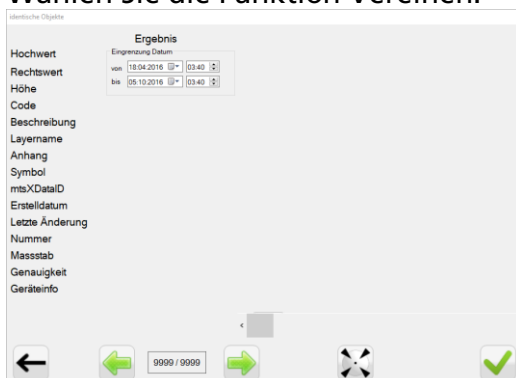 Wählen Sie die Funktion Vereinen.
identische Objekte
Ergebnis
Eingrenzung Datum
von 18.04.2016 03:40
bis 05.10.2016 03:40
Hochwert
Rechtswert
Höhe
Code
Beschreibung
Layername
Anhang
Symbol
mtsXDataID
Erstelldatum
Letzte Änderung
Nummer
Massstab
Genauigkeit
Geräteinfo
<
9999 / 9999